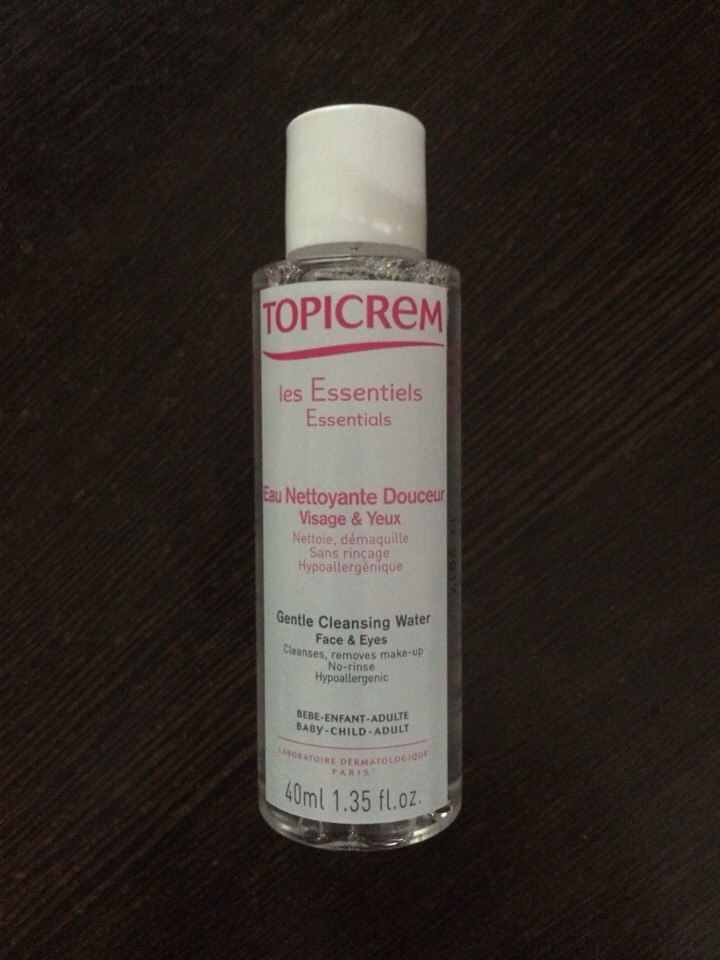 TOPICREM
les Essentiels
Essentials
Eau Nettoyante Douceur
Visage & Yeux
Nettoie, démaquille
Sans rinçage
Hypoallergénique
Gentle Cleansing Water
Face & Eyes
Cleanses, removes make-up
No-rinse
Hypoallergenic
BEBE-ENFANT-ADULTE
BABY-CHILD-ADULT
LABORATOIRE DERMATOLOGIQUE
PARIS
40ml 1.35 fl.oz.